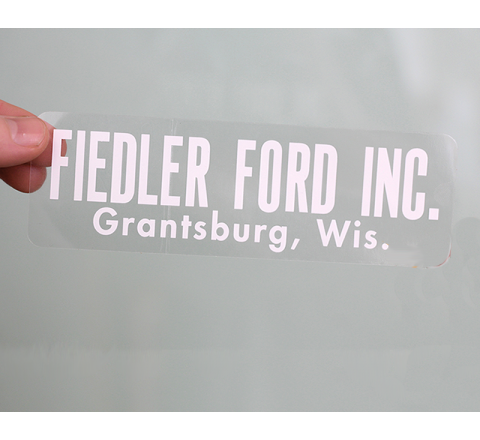 FIEDLER FORD INC.
Grantsburg, Wis.